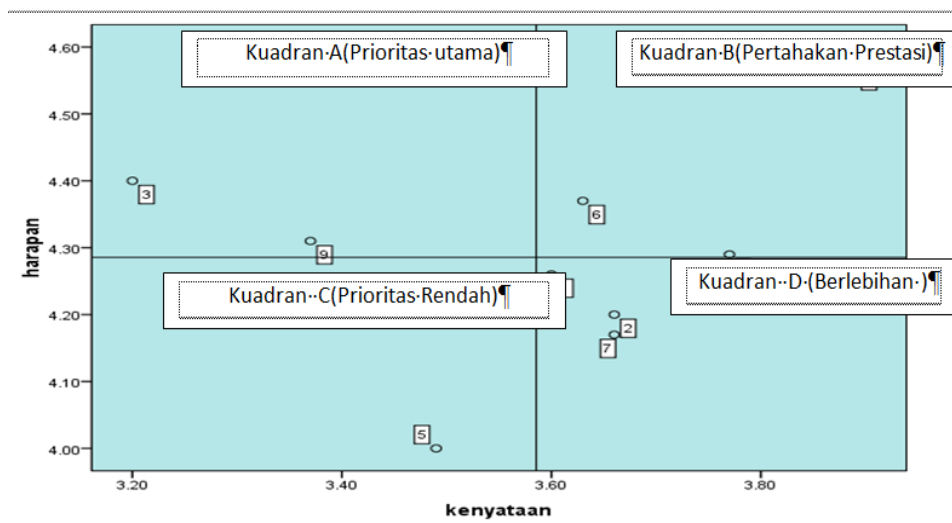 Kuadran·A(Prioritas·utama)¶
Kuadran·B(Pertahakan·Prestasi)¶
4.60
4.50
4.40
3
6
4.30
9
harapan
Kuadran··C(Prioritas·Rendah)¶
Kuadran··D·(Berlebihan·)¶
4.20
2
7
4.10
5
4.00
3.20
3.40
3.60
3.80
kenyataan